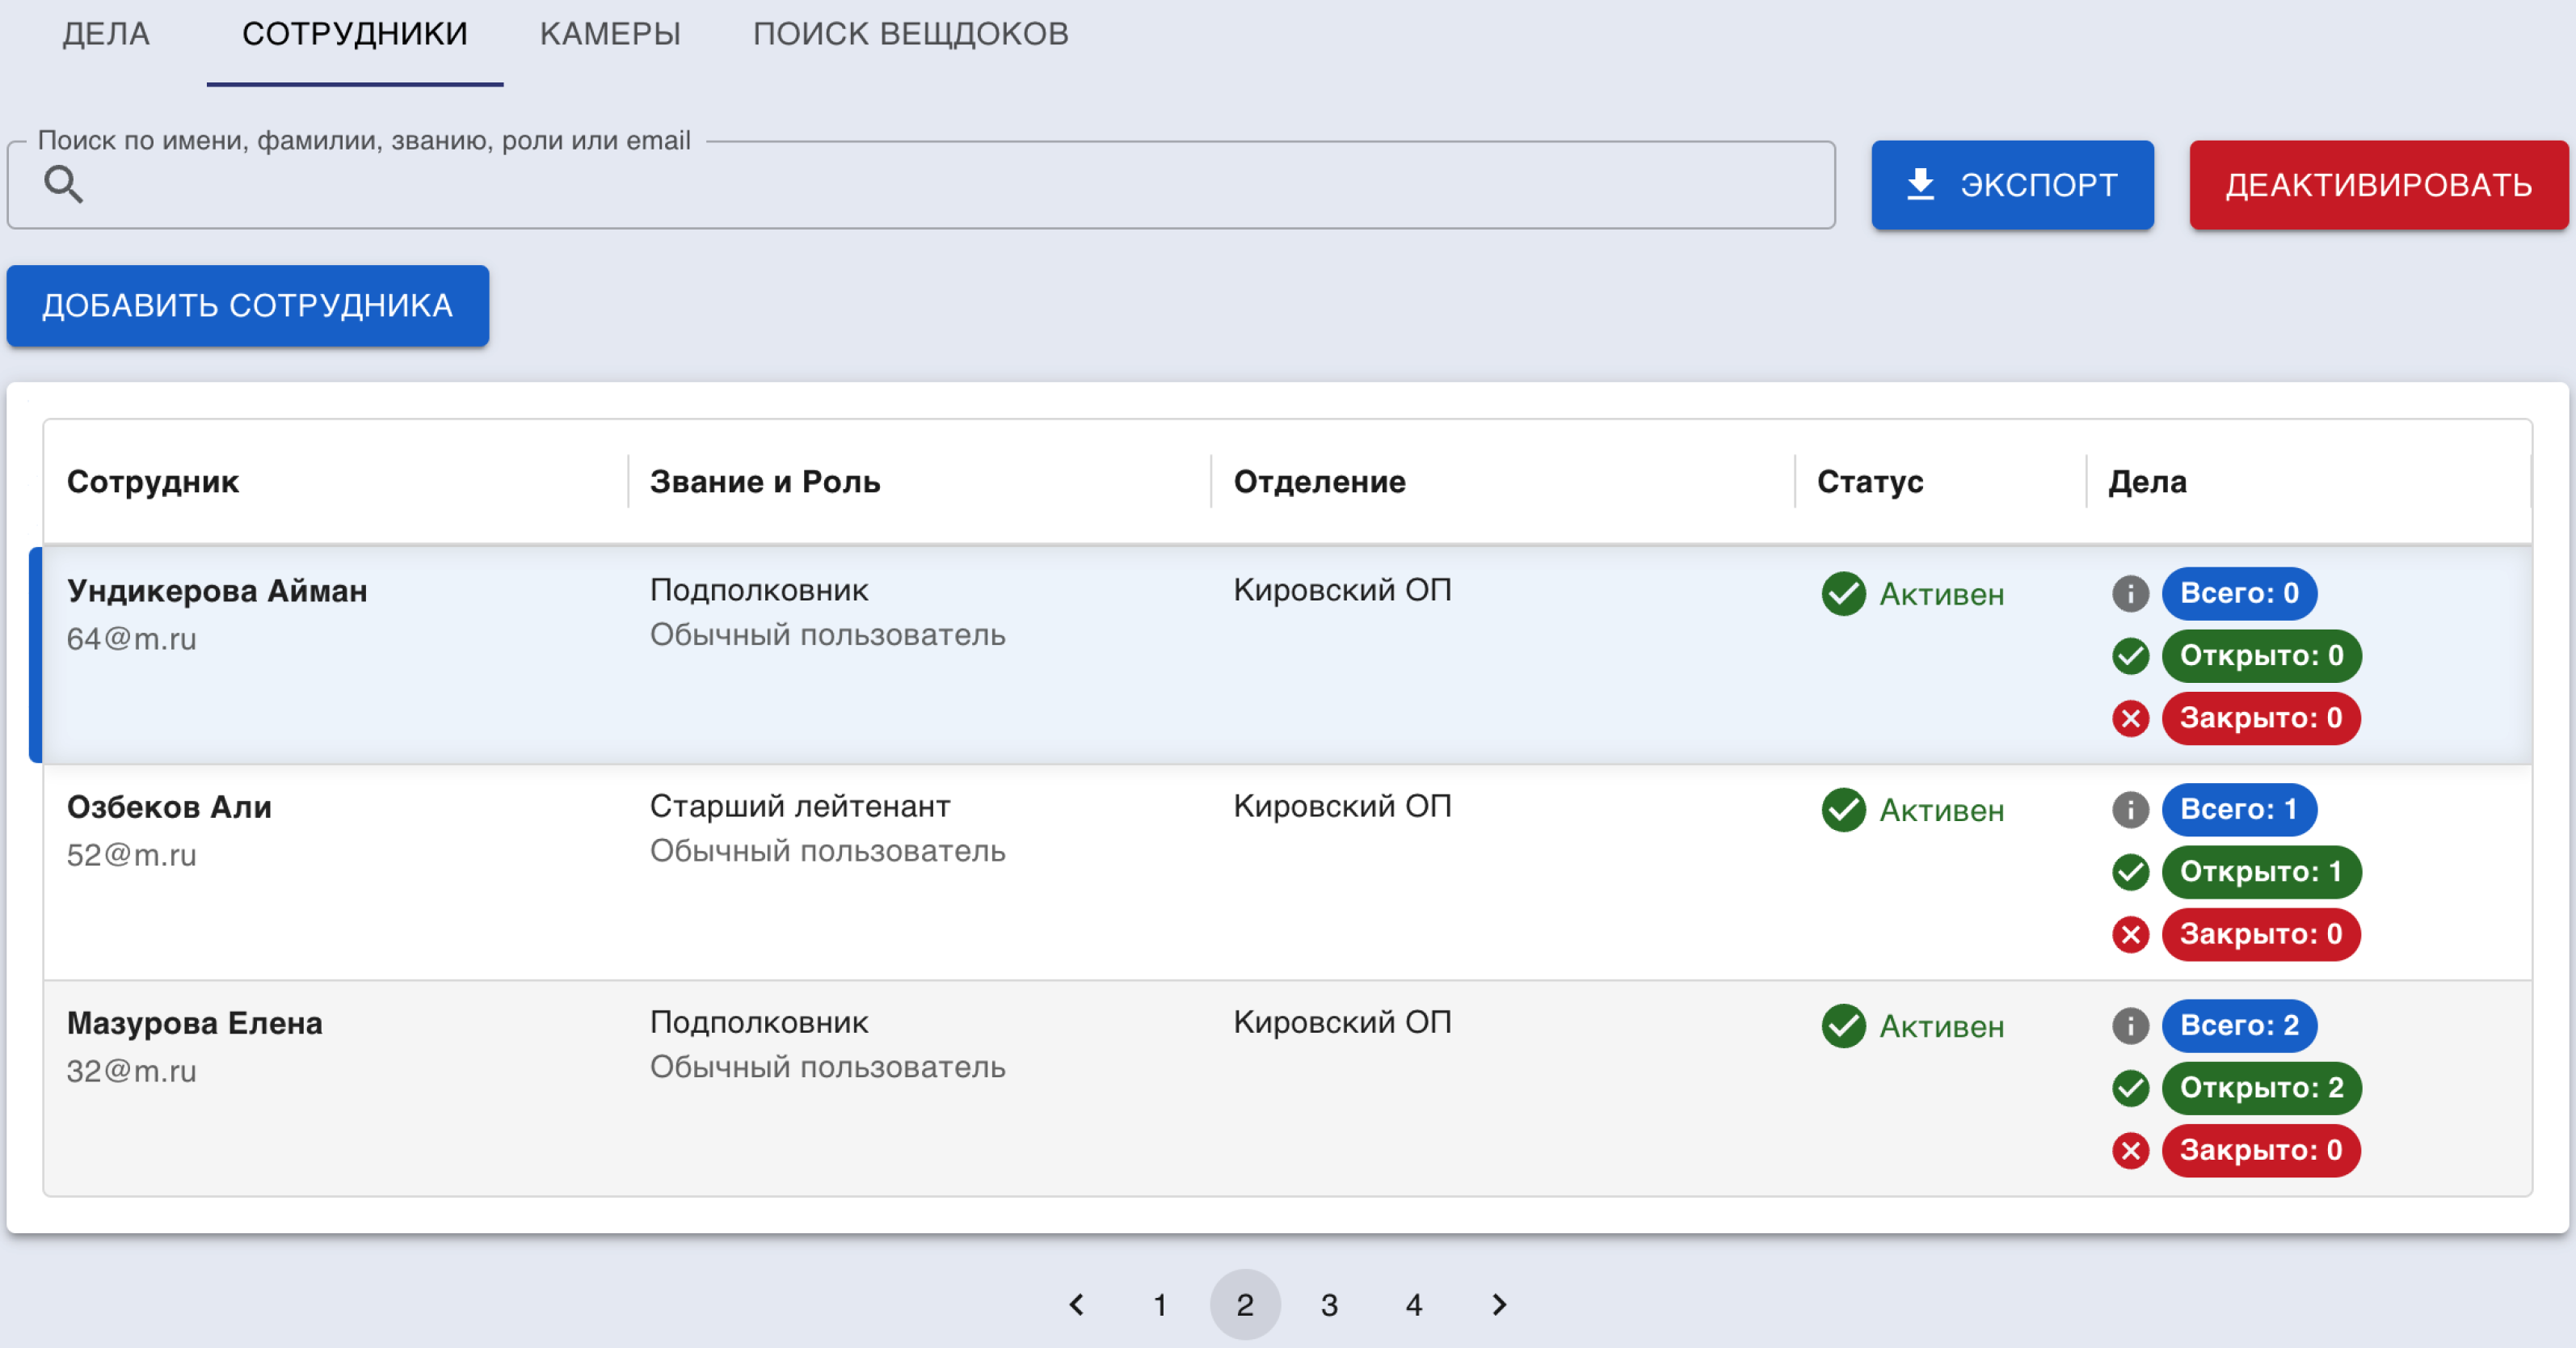 ДЕЛА СОТРУДНИКИ КАМЕРЫ ПОИСК ВЕЩДОКОВ
Поиск по имени, фамилии, званию, роли или email
ЭКСПОРТ ДЕАКТИВИРОВАТЬ
ДОБАВИТЬ СОТРУДНИКА
Сотрудник Звание и Роль Отделение Статус Дела
Ундикерова Айман Подполковник Кировский ОП Активен Всего: 0
64@m.ru Обычный пользователь
Открыто: 0
Закрыто: 0
Озбеков Али Старший лейтенант Кировский ОП Активен Всего: 1
52@m.ru Обычный пользователь
Открыто: 1
Закрыто: 0
Мазурова Елена Подполковник Кировский ОП Активен Всего: 2
32@m.ru Обычный пользователь
Открыто: 2
Закрыто: 0
1 2 3 4